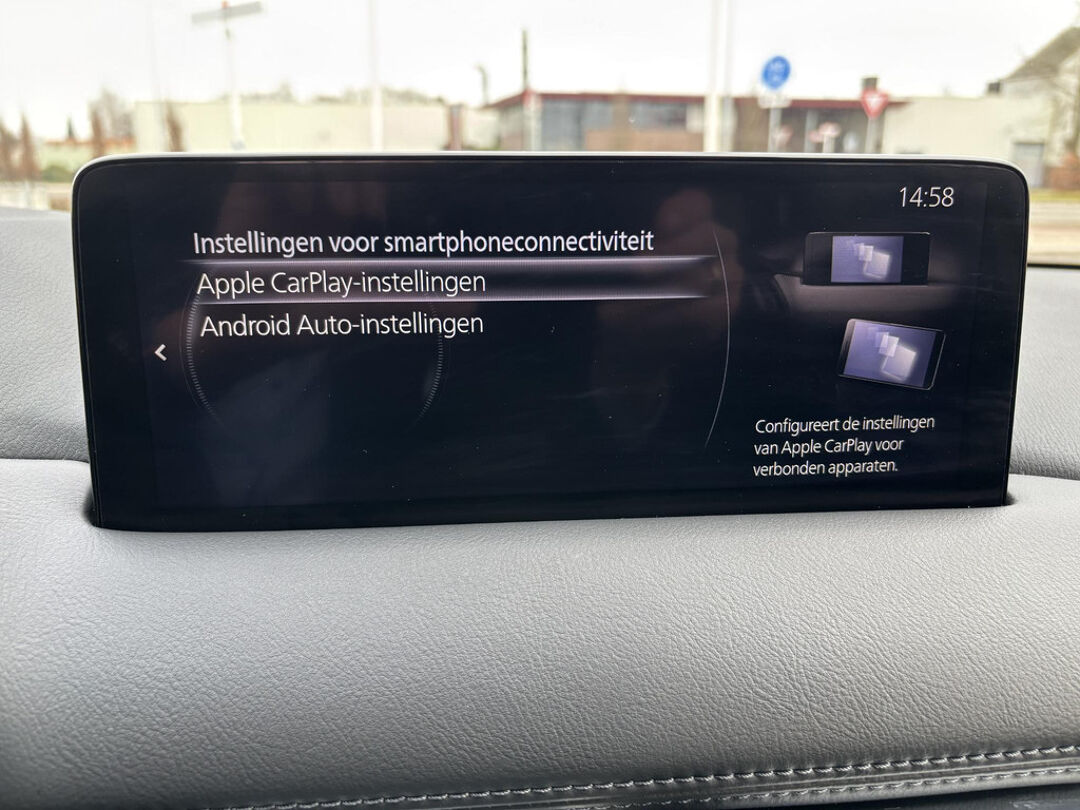 14:58
Instellingen voor smartphoneconnectiviteit
Apple CarPlay-instellingen
Android Auto-instellingen
Configureert de instellingen
van Apple CarPlay voor
verbonden apparaten.